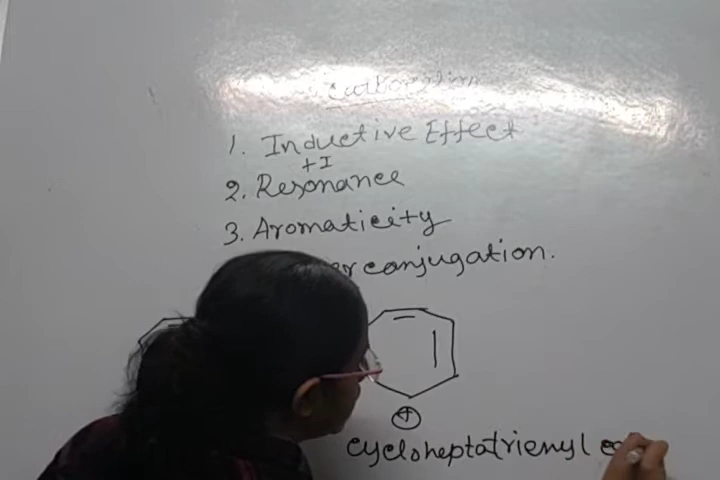 1. Inductive Effect
+I
2. Resonance
3. Aromaticity
conjugation.
+
cycloheptatrienyl